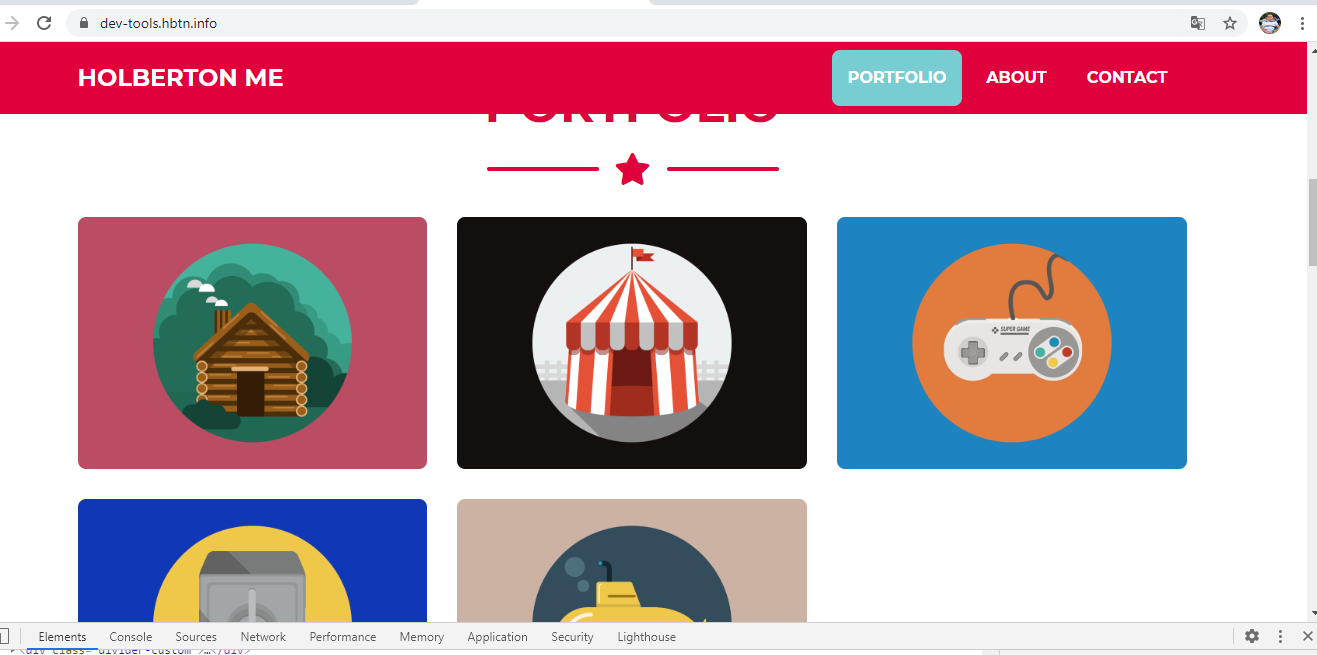 dev-tools.hbtn.info
HOLBERTON ME PORTFOLIO ABOUT CONTACT
PORTFOLIO
SUPER GAME
Elements Console Sources Network Performance Memory Application Security Lighthouse
<div class="divider-custom">…</div>